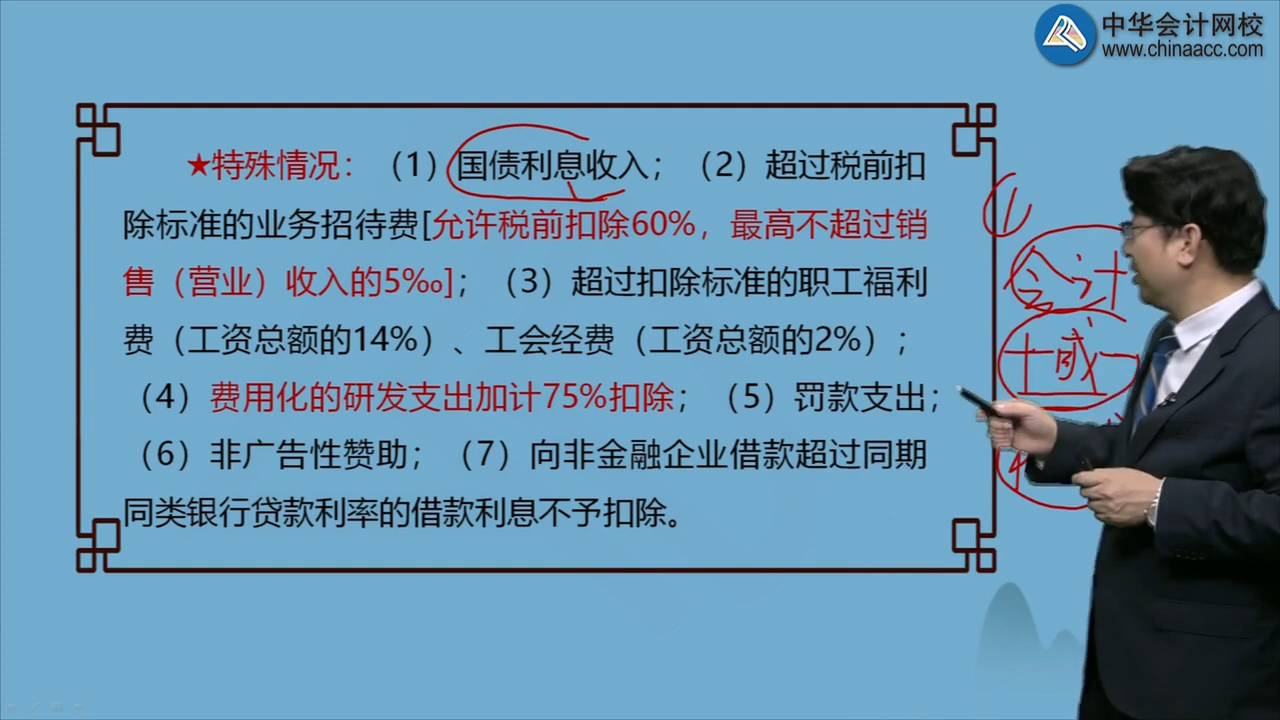 中华会计网校
www.chinaacc.com
★特殊情况：（1）国债利息收入；（2）超过税前扣
除标准的业务招待费[允许税前扣除60%，最高不超过销
售（营业）收入的5‰]；（3）超过扣除标准的职工福利
费（工资总额的14%）、工会经费（工资总额的2%）；
（4）费用化的研发支出加计75%扣除；（5）罚款支出；
（6）非广告性赞助；（7）向非金融企业借款超过同期
同类银行贷款利率的借款利息不予扣除。
①
会计
十减一